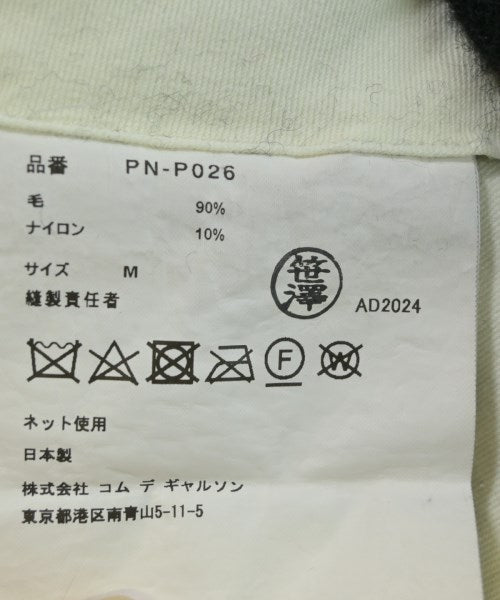 品番 PN-P026
毛 90%
ナイロン 10%
サイズ M
縫製責任者 笹澤 AD2024
F W
ネット使用
日本製
株式会社 コム デ ギャルソン
東京都港区南青山5-11-5